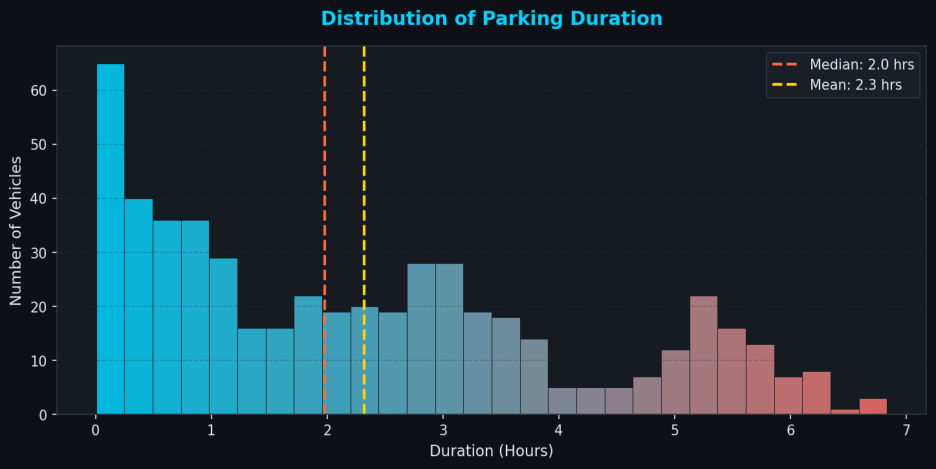 Distribution of Parking Duration
Median: 2.0 hrs
Mean: 2.3 hrs
Number of Vehicles
60
50
40
30
20
10
0
0 1 2 3 4 5 6 7
Duration (Hours)